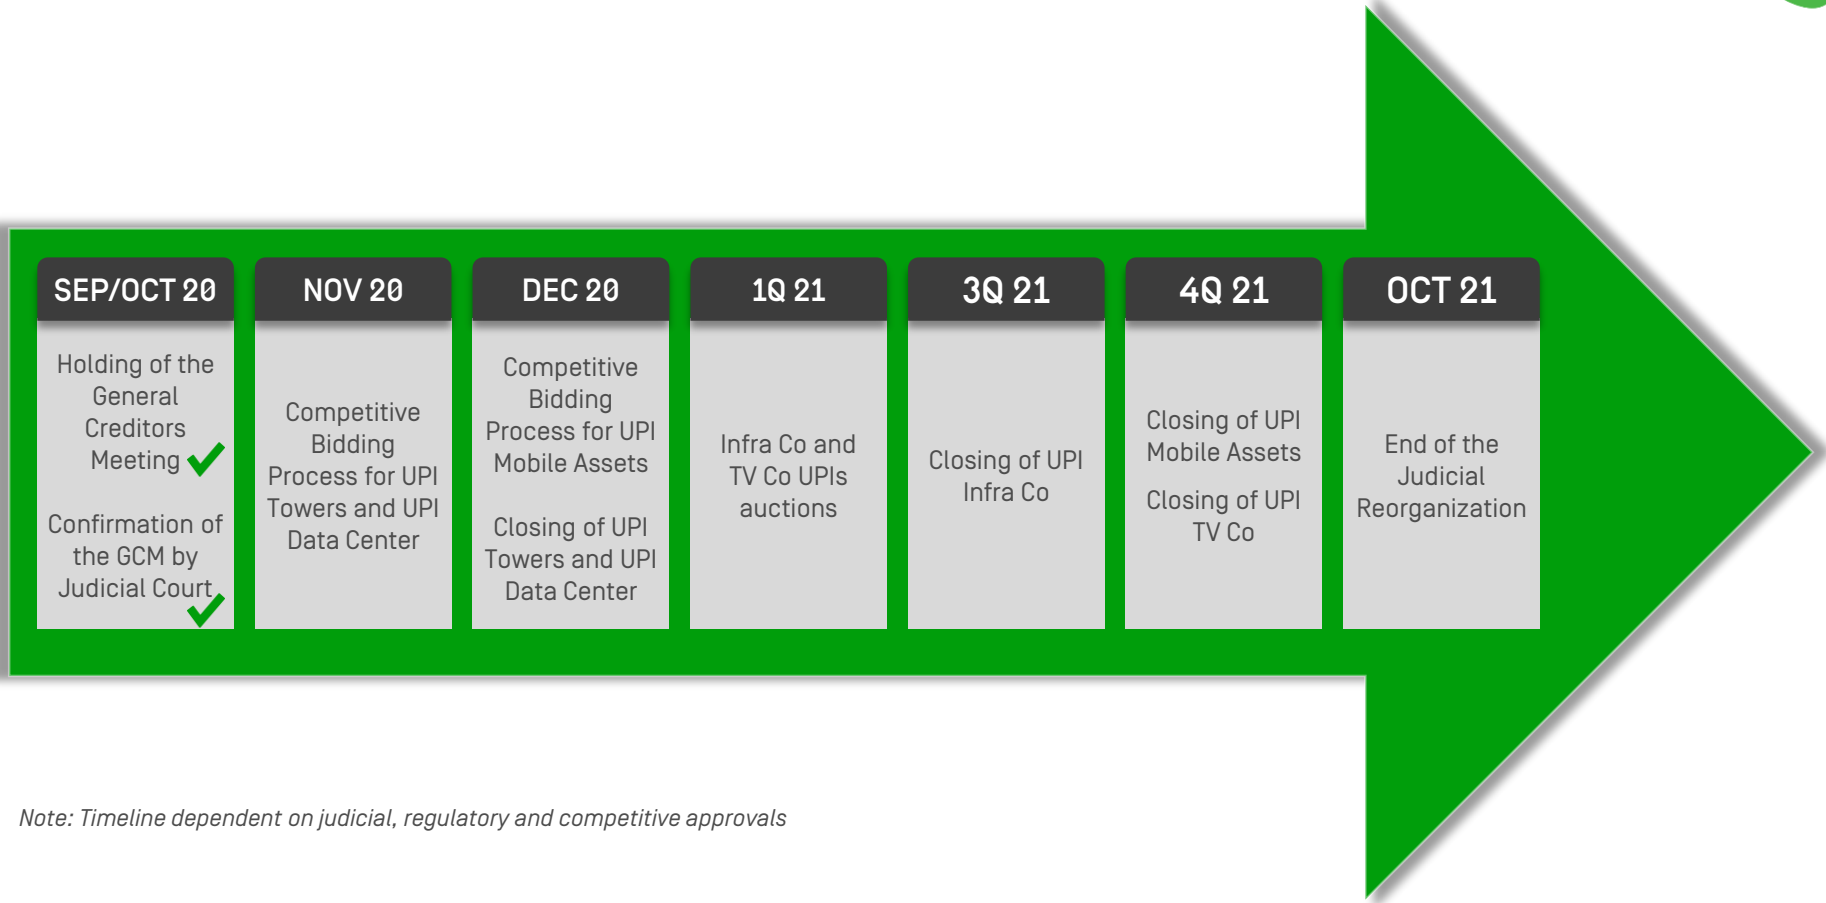 SEP/OCT 20
Holding of the
General
Creditors
Meeting
Confirmation of
the GCM by
Judicial Court
NOV 20
Competitive
Bidding
Process for UPI
Towers and UPI
Data Center
DEC 20
Competitive
Bidding
Process for UPI
Mobile Assets
Closing of UPI
Towers and UPI
Data Center
1Q 21
Infra Co and
TV Co UPIs
auctions
3Q 21
Closing of UPI
Infra Co
4Q 21
Closing of UPI
Mobile Assets
Closing of UPI
TV Co
OCT 21
End of the
Judicial
Reorganization
Note: Timeline dependent on judicial, regulatory and competitive approvals